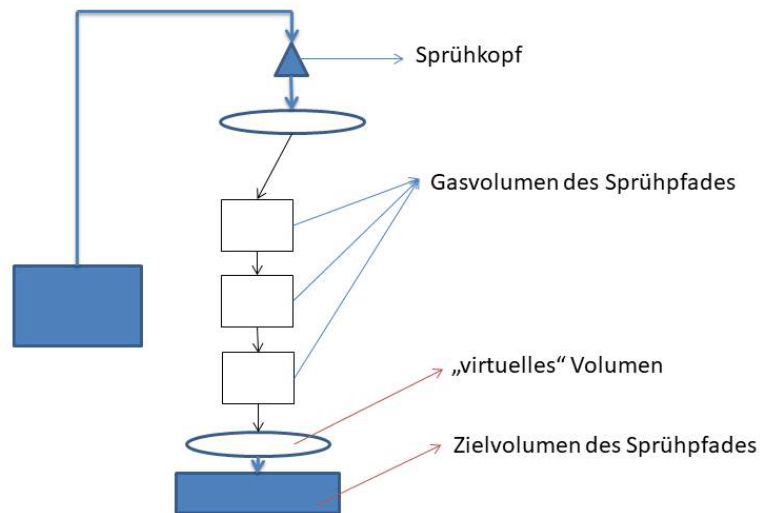 Sprühkopf
Gasvolumen des Sprühpfades
„virtuelles“ Volumen
Zielvolumen des Sprühpfades